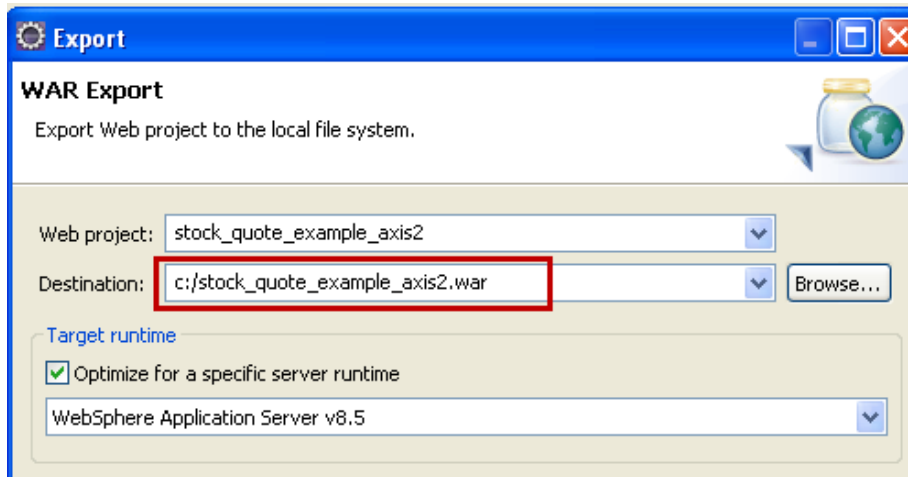 Export
WAR Export
Export Web project to the local file system.
Web project: stock_quote_example_axis2
Destination: c:/stock_quote_example_axis2.war Browse...
Target runtime
Optimize for a specific server runtime
WebSphere Application Server v8.5